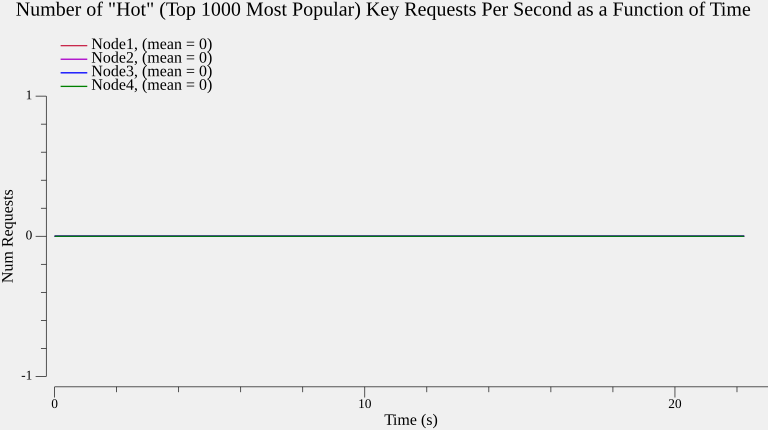 Number of "Hot" (Top 1000 Most Popular) Key Requests Per Second as a Function of Time
Node1, (mean = 0)
Node2, (mean = 0)
Node3, (mean = 0)
Node4, (mean = 0)
1
0
-1
Num Requests
0
10
20
Time (s)